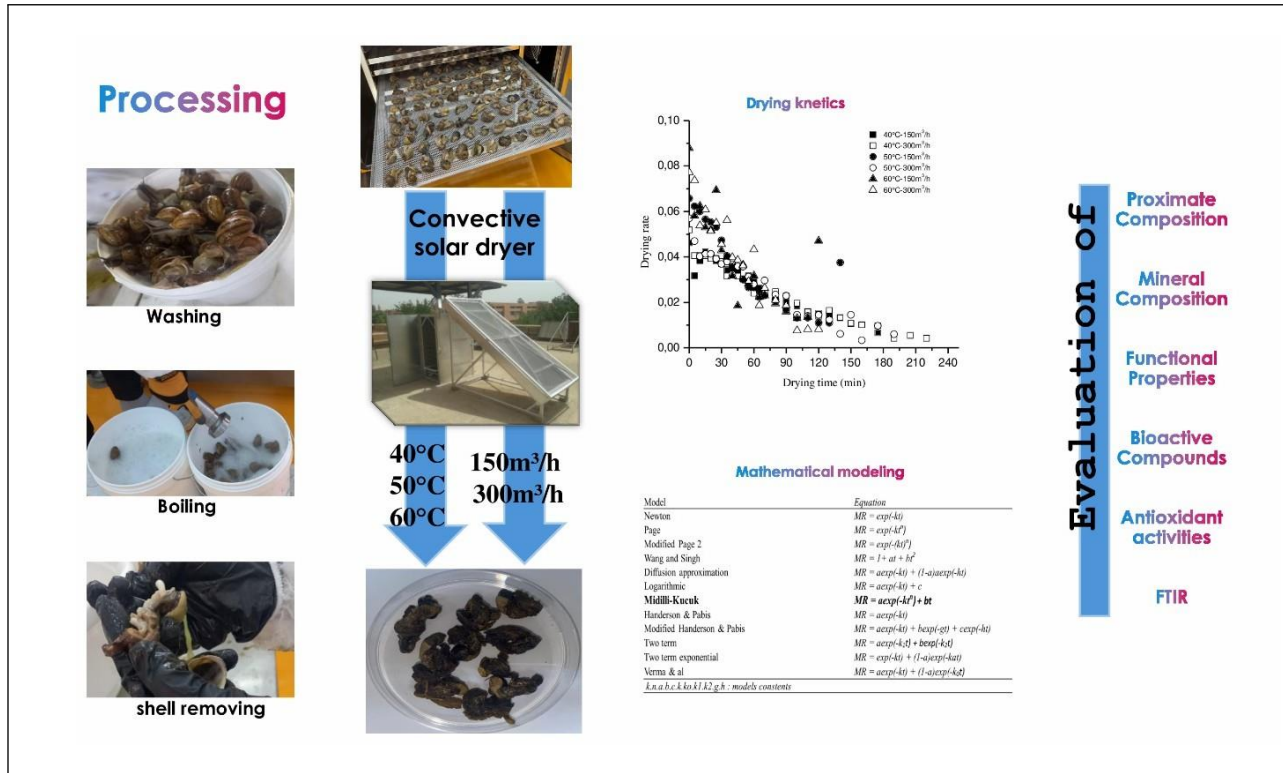 Processing
Washing
Boiling
shell removing
Convective
solar dryer
40°C
50°C
60°C
150m³/h
300m³/h
Drying knetics
0,10
0,08
0,06
0,04
0,02
0,00
Drying rate
0 30 60 90 120 150 180 210 240
Drying time (min)
40°C-150m³/h
40°C-300m³/h
50°C-150m³/h
50°C-300m³/h
60°C-150m³/h
60°C-300m³/h
Mathematical modeling
Model Equation
Newton MR = exp(-kt)
Page MR = exp(-ktⁿ)
Modified Page 2 MR = exp(-(kt)ⁿ)
Wang and Singh MR = 1+ at + bt²
Diffusion approximation MR = aexp(-kt) + (1-a)aexp(-kt)
Logarithmic MR = aexp(-kt) + c
Midilli-Kucuk MR = aexp(-ktⁿ) + bt
Handerson & Pabis MR = aexp(-kt)
Modified Handerson & Pabis MR = aexp(-kt) + bexp(-gt) + cexp(-ht)
Two term MR = aexp(-k₁t) + bexp(-k₂t)
Two term exponential MR = exp(-kt) + (1-a)exp(-kat)
Verma & al MR = aexp(-kt) + (1-a)exp(-k₀t)
k.n.a.b.c.k.ko.k1.k2.g.h : models constents
Evaluation of
Proximate
Composition
Mineral
Composition
Functional
Properties
Bioactive
Compounds
Antioxidant
activities
FTIR